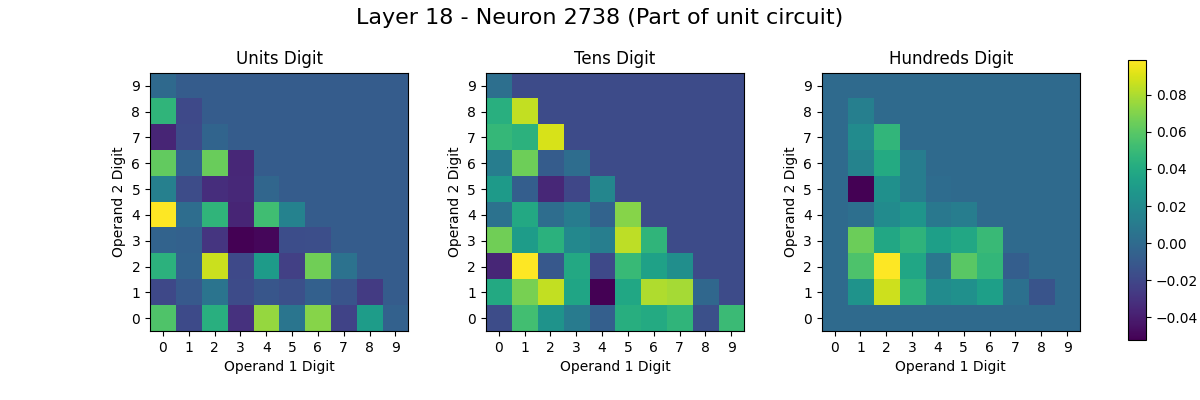 Layer 18 - Neuron 2738 (Part of unit circuit)
Units Digit
Tens Digit
Hundreds Digit
Operand 2 Digit
9
8
7
6
5
4
3
2
1
0
0 1 2 3 4 5 6 7 8 9
Operand 1 Digit
Operand 2 Digit
9
8
7
6
5
4
3
2
1
0
0 1 2 3 4 5 6 7 8 9
Operand 1 Digit
Operand 2 Digit
9
8
7
6
5
4
3
2
1
0
0 1 2 3 4 5 6 7 8 9
Operand 1 Digit
0.08
0.06
0.04
0.02
0.00
−0.02
−0.04